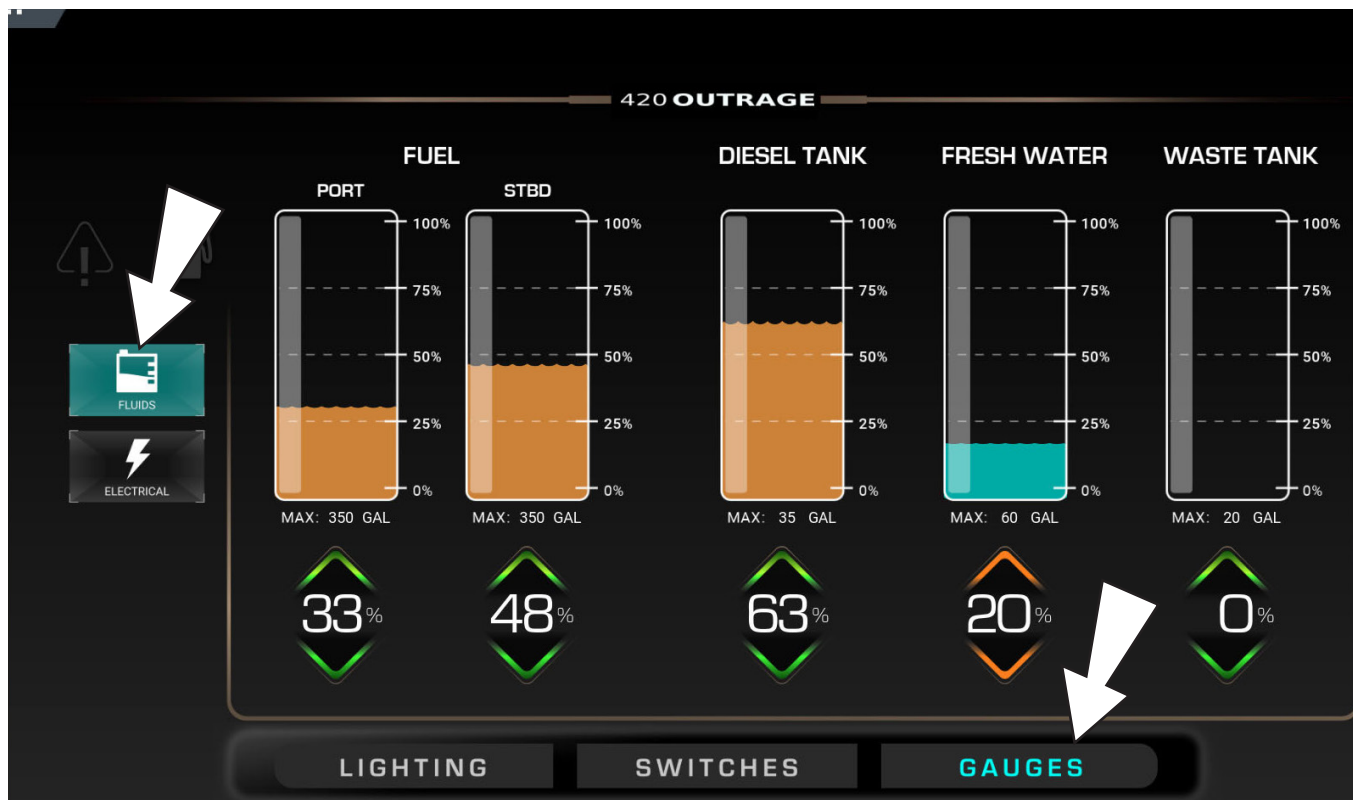 420 OUTRAGE
FUEL
DIESEL TANK
FRESH WATER
WASTE TANK
PORT
STBD
100%
75%
50%
25%
0%
MAX: 350 GAL
33%
100%
75%
50%
25%
0%
MAX: 350 GAL
48%
100%
75%
50%
25%
0%
MAX: 35 GAL
63%
100%
75%
50%
25%
0%
MAX: 60 GAL
20%
100%
75%
50%
25%
0%
MAX: 20 GAL
0%
FLUIDS
ELECTRICAL
LIGHTING
SWITCHES
GAUGES